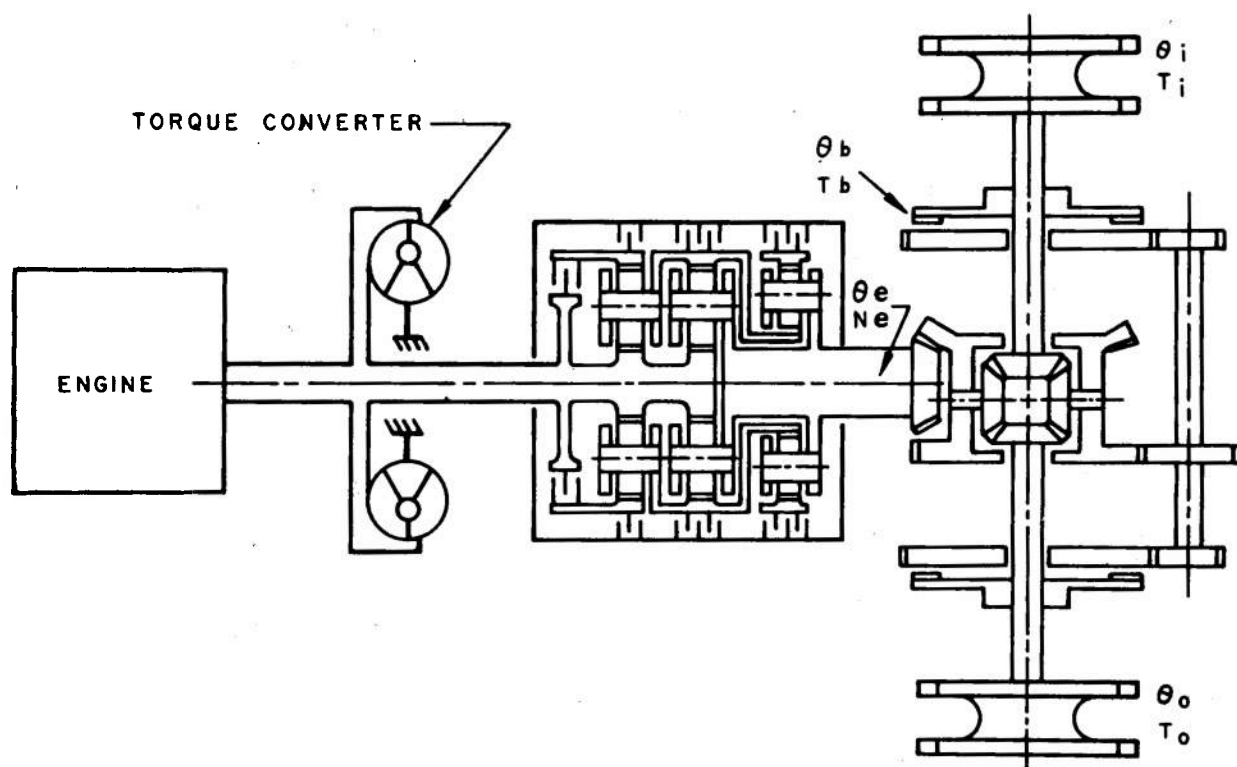 θi
Ti
TORQUE CONVERTER
θb
Tb
θe
Ne
ENGINE
θo
To